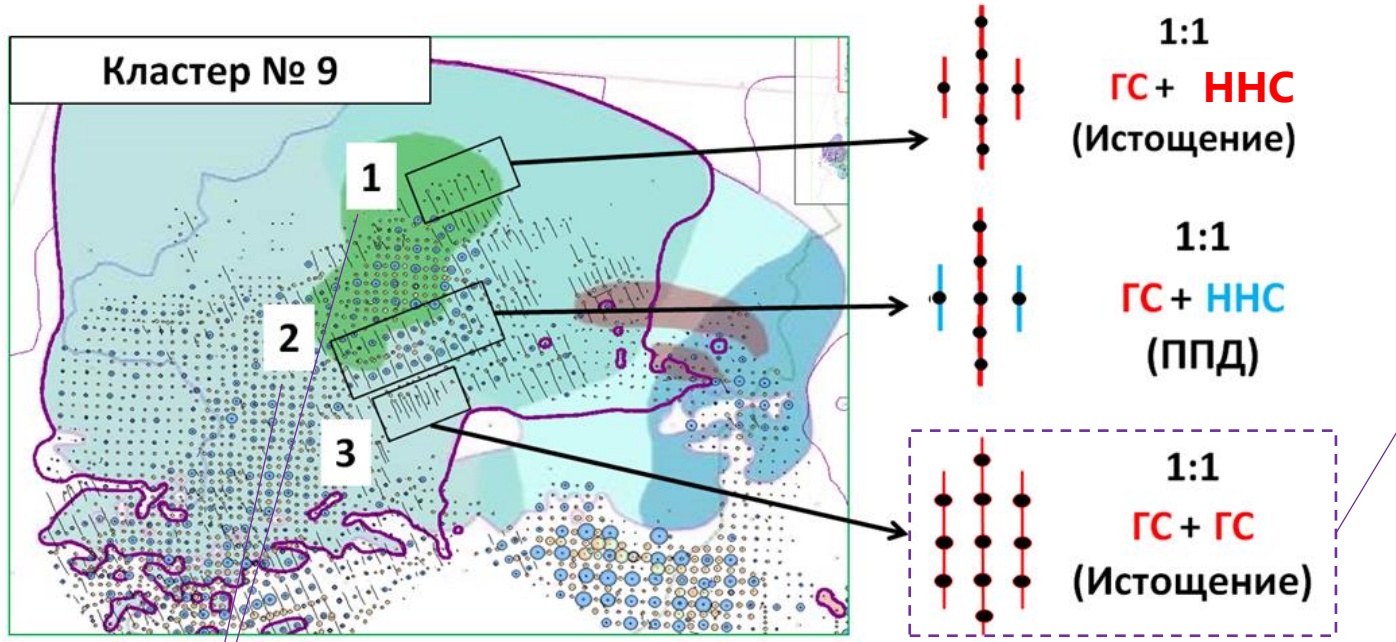 Кластер № 9
1
2
3
1:1
ГС + ННС
(Истощение)
1:1
ГС + ННС
(ППД)
1:1
ГС + ГС
(Истощение)